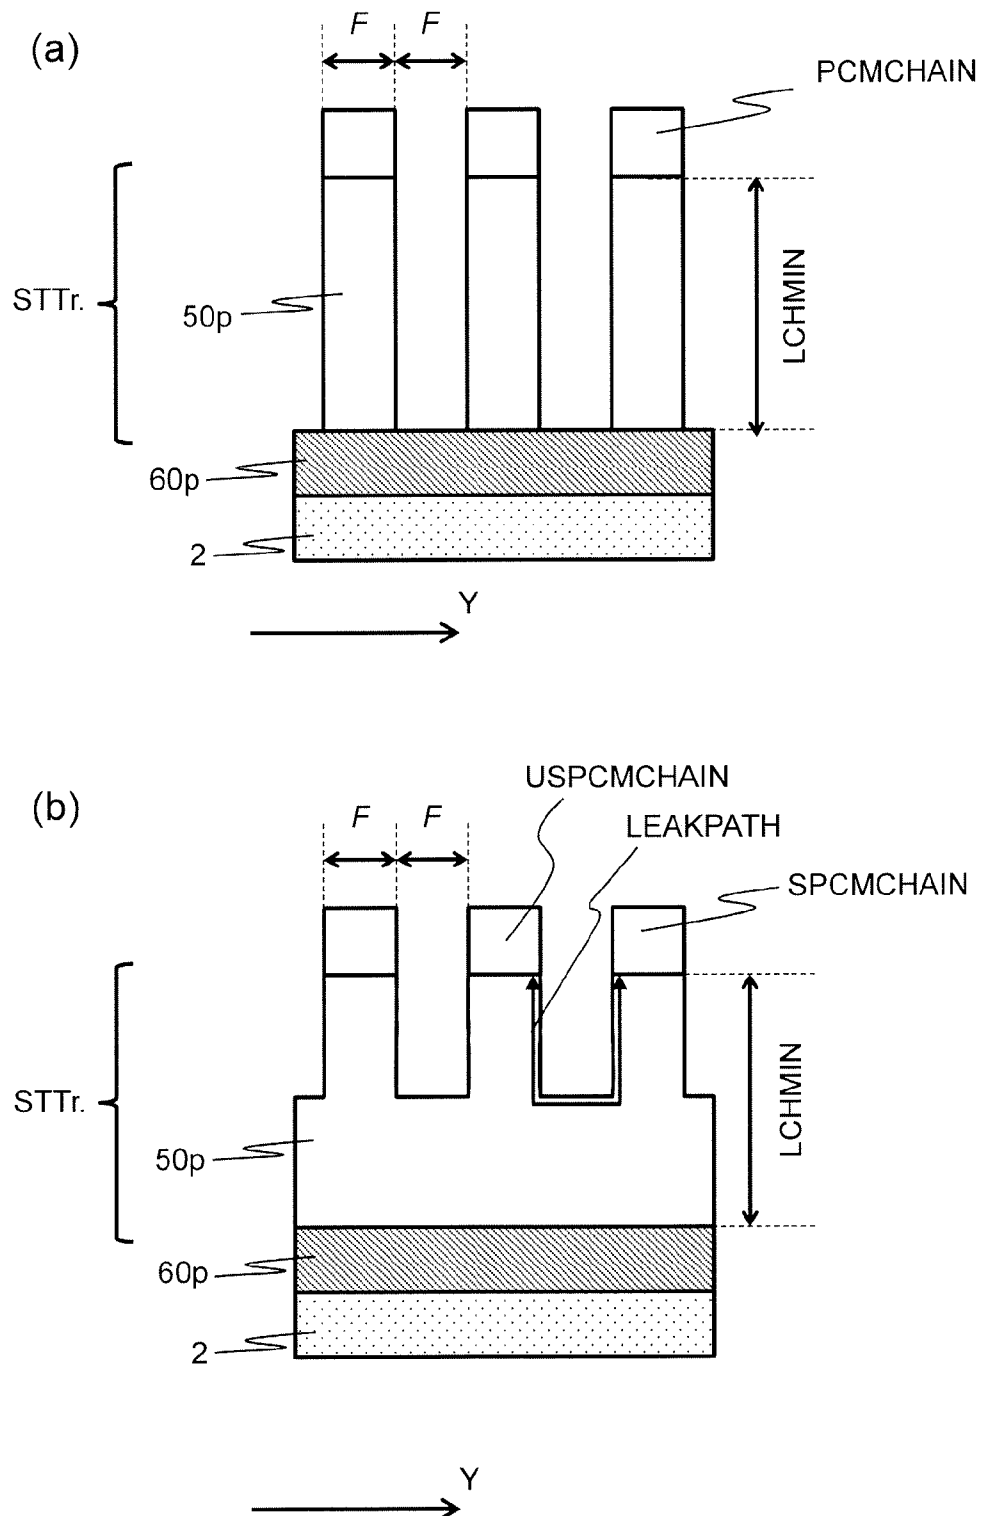 (a)
F F
PCMCHAIN
STTr.
50p
LCHMIN
60p
2
Y
(b)
USPCMCHAIN
F F
LEAKPATH
SPCMCHAIN
STTr.
LCHMIN
50p
60p
2
Y